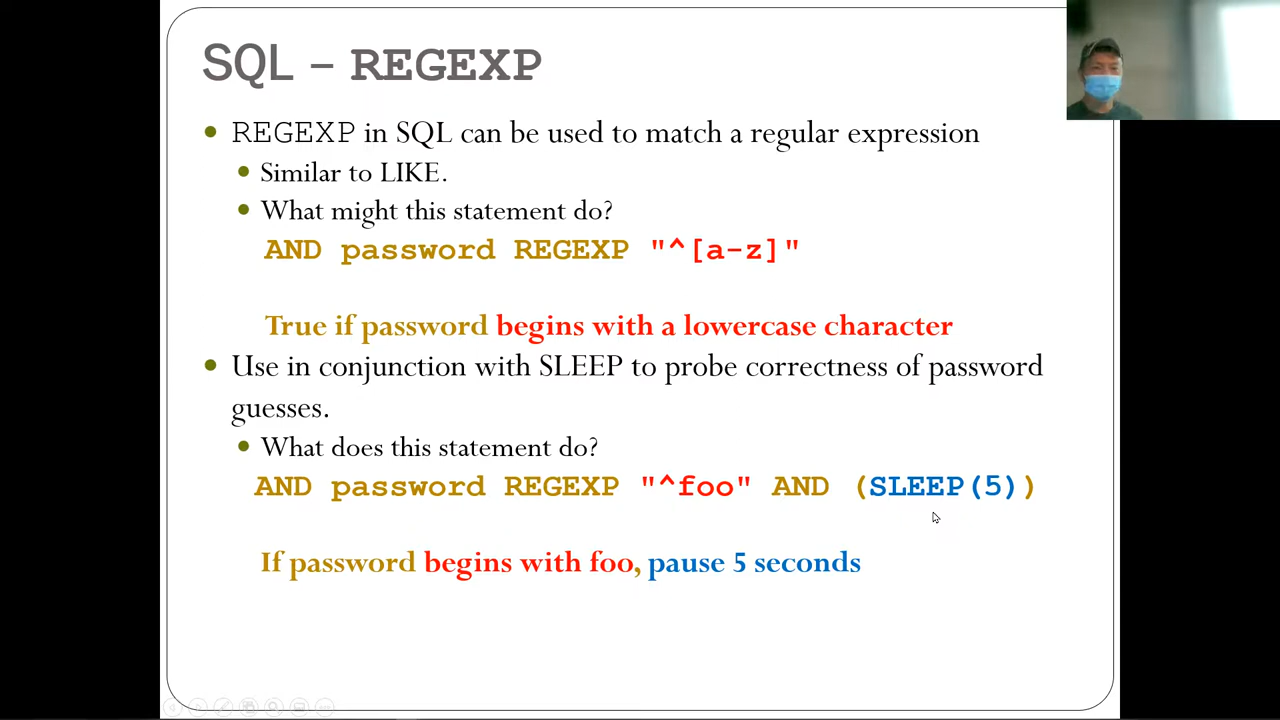 SQL – REGEXP
REGEXP in SQL can be used to match a regular expression
Similar to LIKE.
What might this statement do?
AND password REGEXP "^[a-z]"
True if password begins with a lowercase character
Use in conjunction with SLEEP to probe correctness of password
guesses.
What does this statement do?
AND password REGEXP "^foo" AND (SLEEP(5))
If password begins with foo, pause 5 seconds